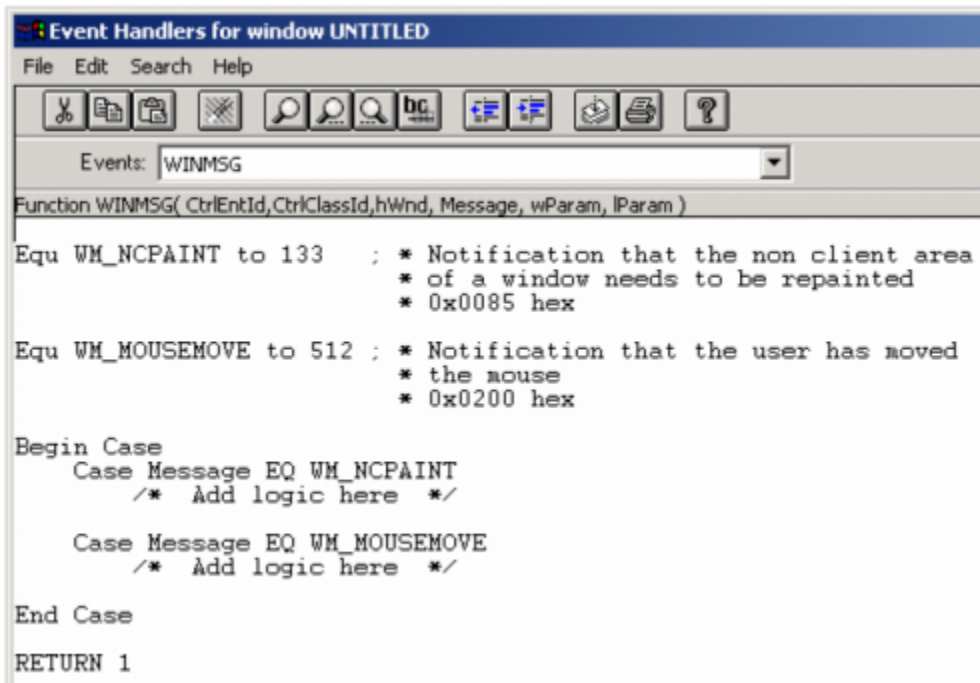 Event Handlers for window UNTITLED
File Edit Search Help
bc
Events: WINMSG
Function WINMSG( CtrlEntId,CtrlClassId,hWnd, Message, wParam, lParam )
Equ WM_NCPAINT to 133 ; * Notification that the non client area
* of a window needs to be repainted
* 0x0085 hex
Equ WM_MOUSEMOVE to 512 ; * Notification that the user has moved
* the mouse
* 0x0200 hex
Begin Case
Case Message EQ WM_NCPAINT
/* Add logic here */
Case Message EQ WM_MOUSEMOVE
/* Add logic here */
End Case
RETURN 1